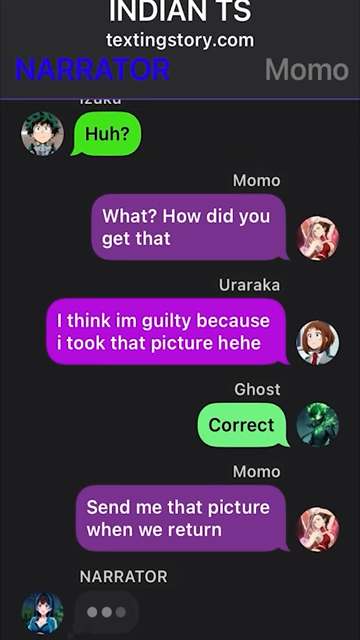 INDIAN TS
textingstory.com
NARRATOR Momo
Izuku
Huh?
Momo
What? How did you
get that
Uraraka
I think im guilty because
i took that picture hehe
Ghost
Correct
Momo
Send me that picture
when we return
NARRATOR